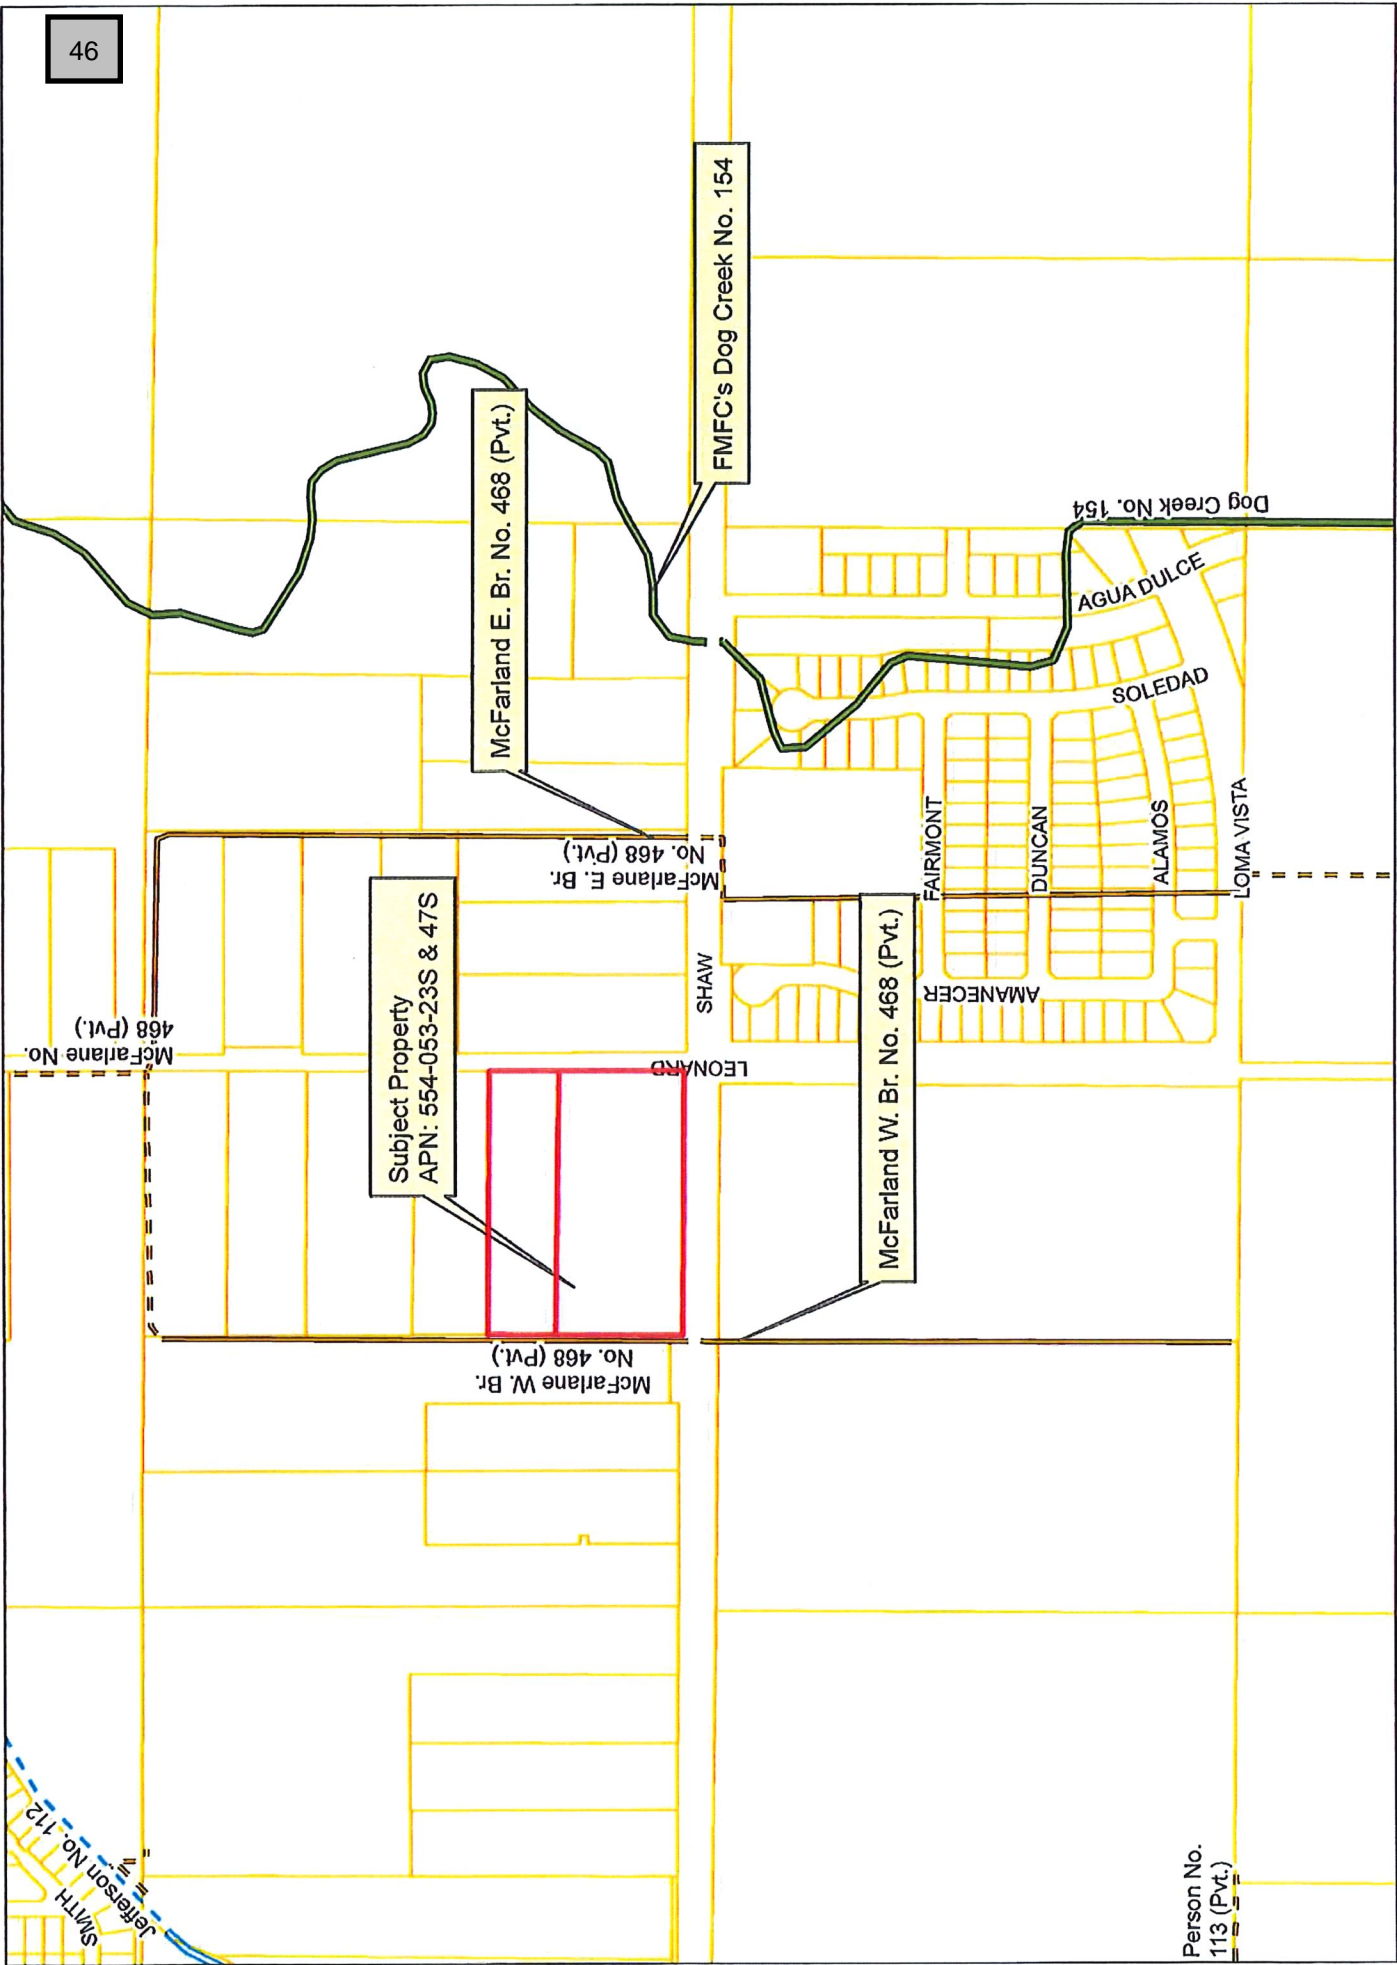 46
FMFC's Dog Creek No. 154
McFarland E. Br. No. 468 (Pvt.)
Subject Property
APN: 554-053-23S & 47S
McFarland W. Br. No. 468 (Pvt.)
McFarlane No.
468 (Pvt.)
McFarlane E. Br.
No. 468 (Pvt.)
McFarlane W. Br.
No. 468 (Pvt.)
Dog Creek No. 154
AGUA DULCE
SOLEDAD
FAIRMONT
DUNCAN
ALAMOS
LOMA VISTA
SHAW
AMANECER
LEONARD
Jefferson No. 112
SMITH
Person No.
113 (Pvt.)